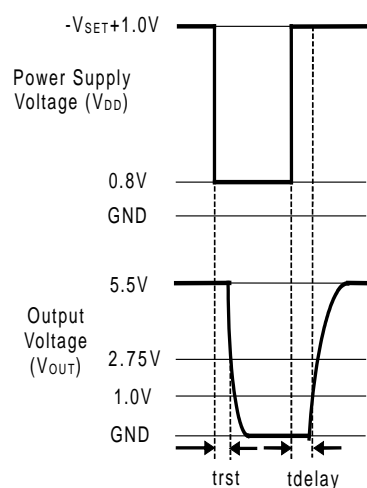 -VSET+1.0V
Power Supply
Voltage (VDD)
0.8V
GND
5.5V
Output
Voltage
(VOUT)
2.75V
1.0V
GND
trst
tdelay